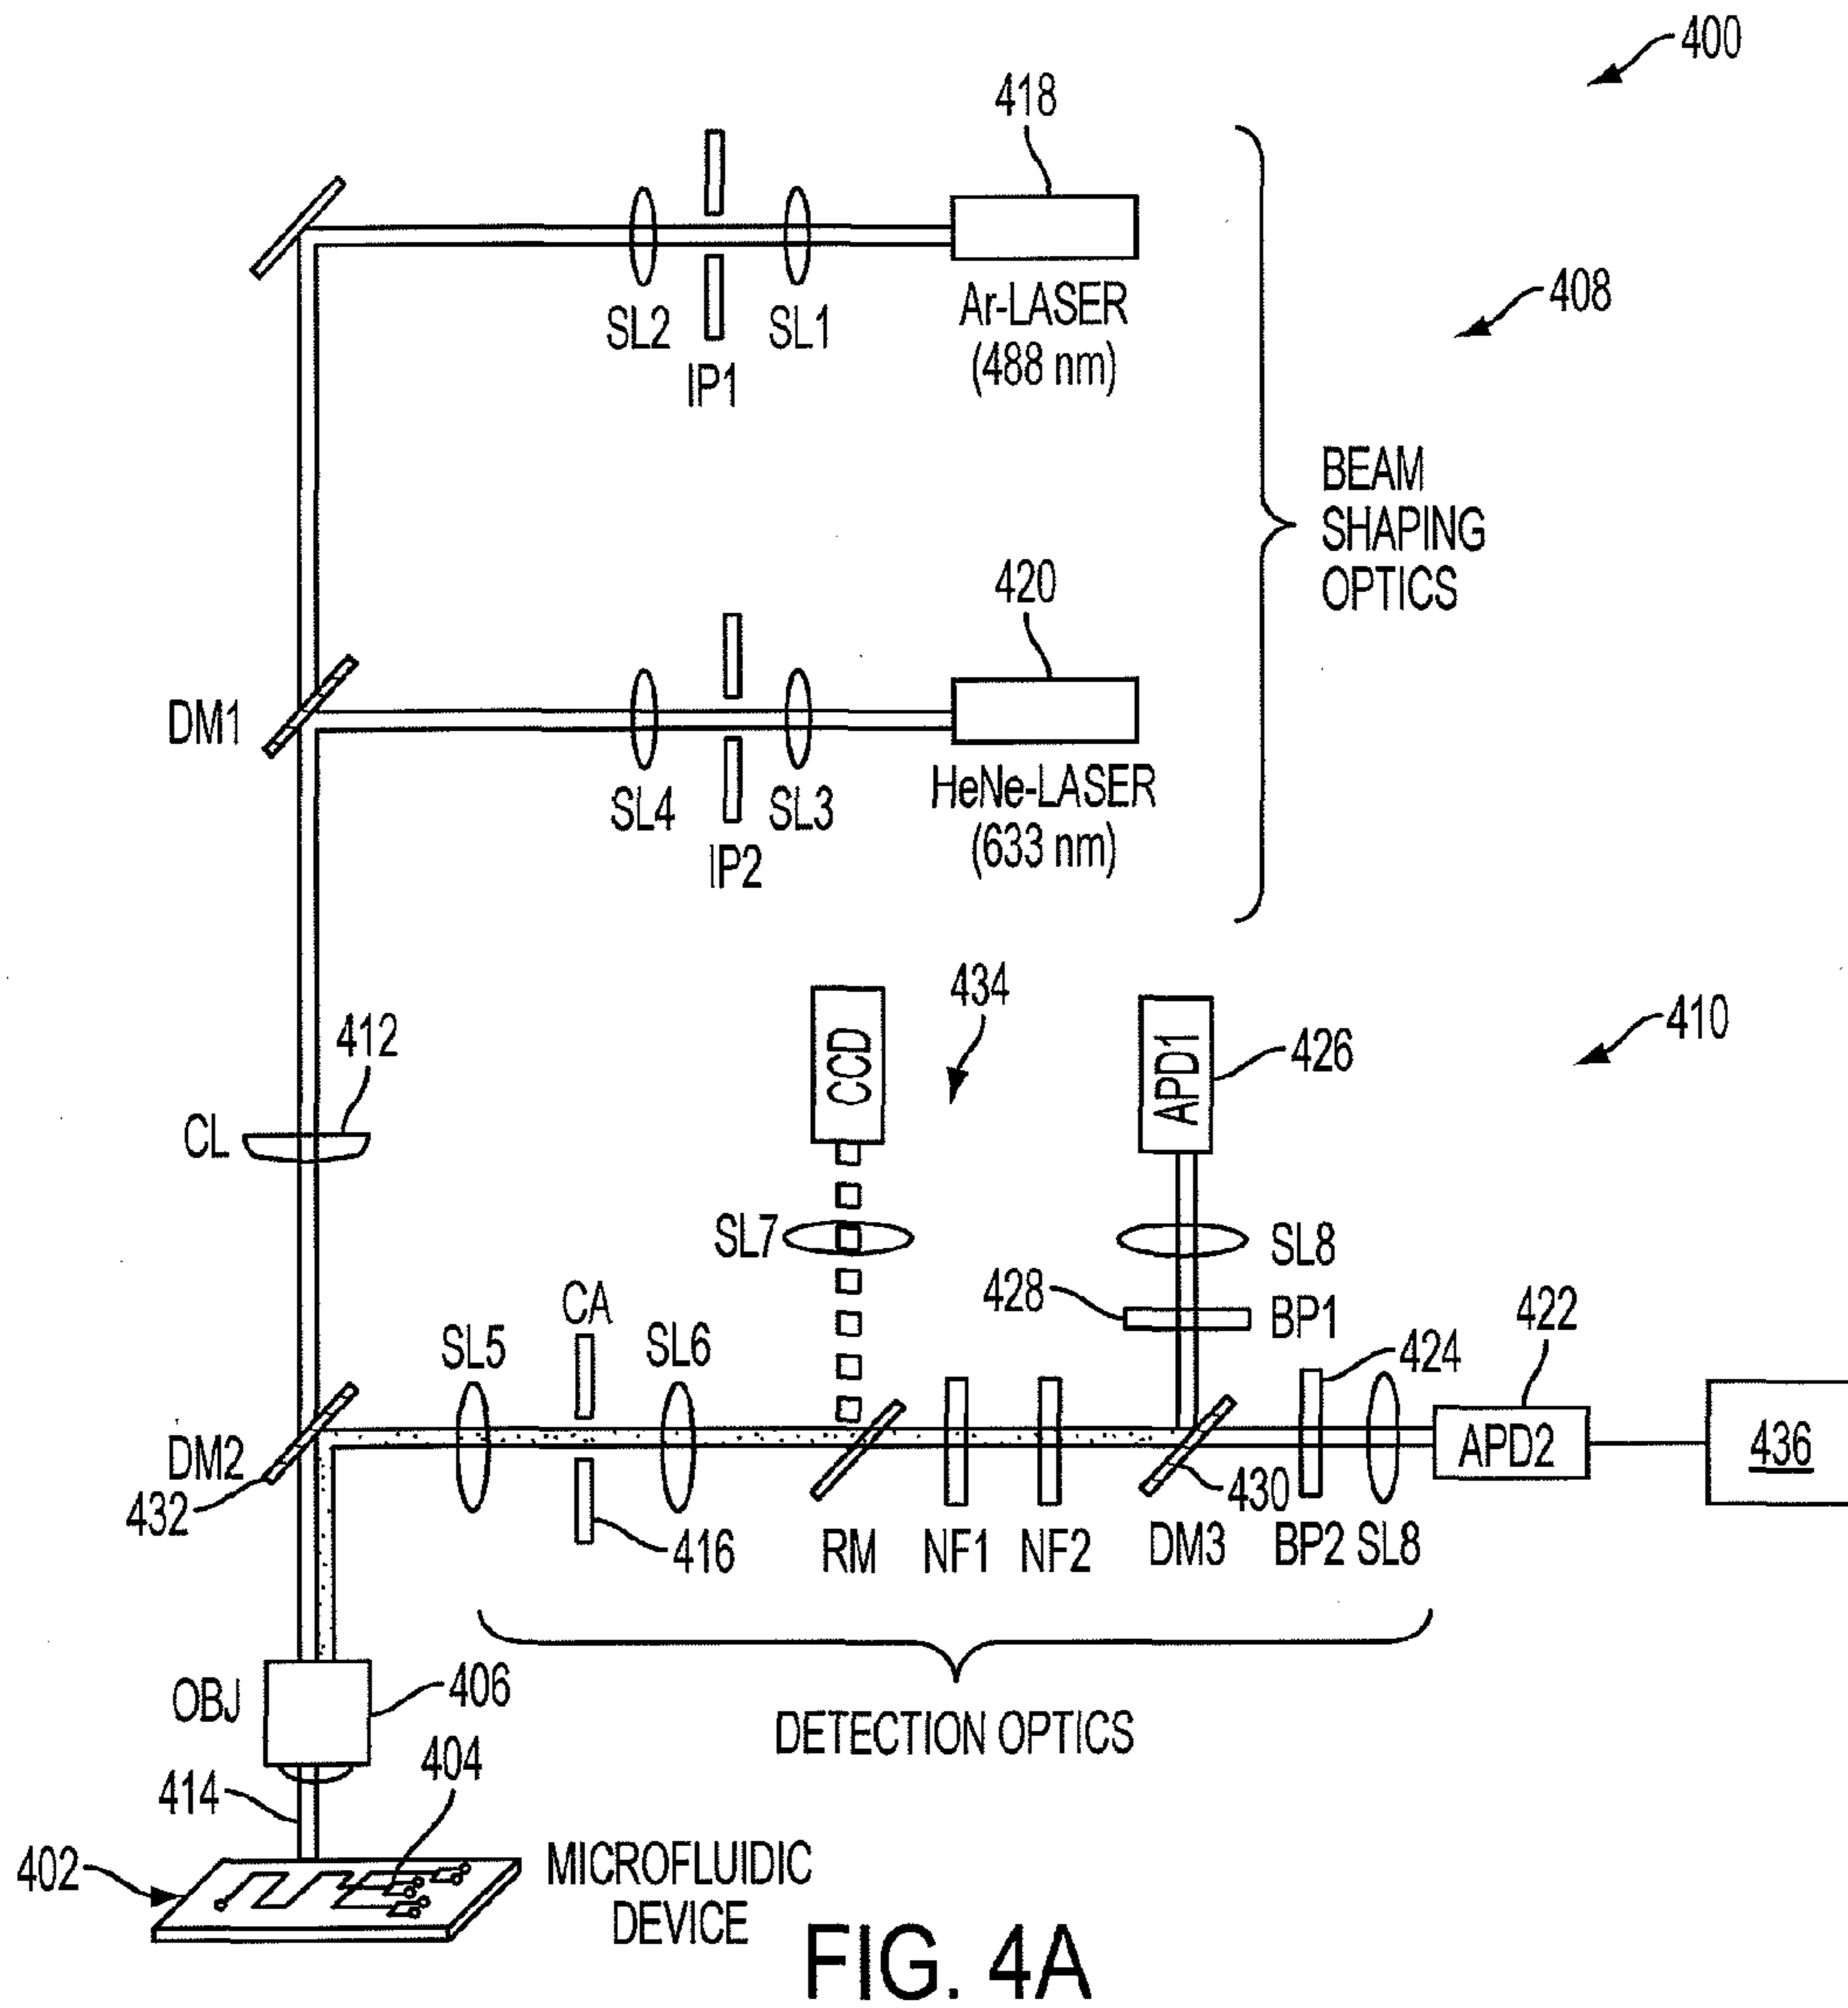 400
418
408
Ar-LASER
(488 nm)
SL2
SL1
IP1
BEAM
SHAPING
OPTICS
420
DM1
HeNe-LASER
(633 nm)
SL4
SL3
IP2
434
410
412
CCD
APD1
426
CL
SL7
SL8
428
BP1
CA
422
424
SL5
SL6
DM2
APD2
436
432
416
RM
NF1
NF2
430
DM3
BP2
SL8
OBJ
406
DETECTION OPTICS
404
414
402
MICROFLUIDIC
DEVICE
FIG. 4A